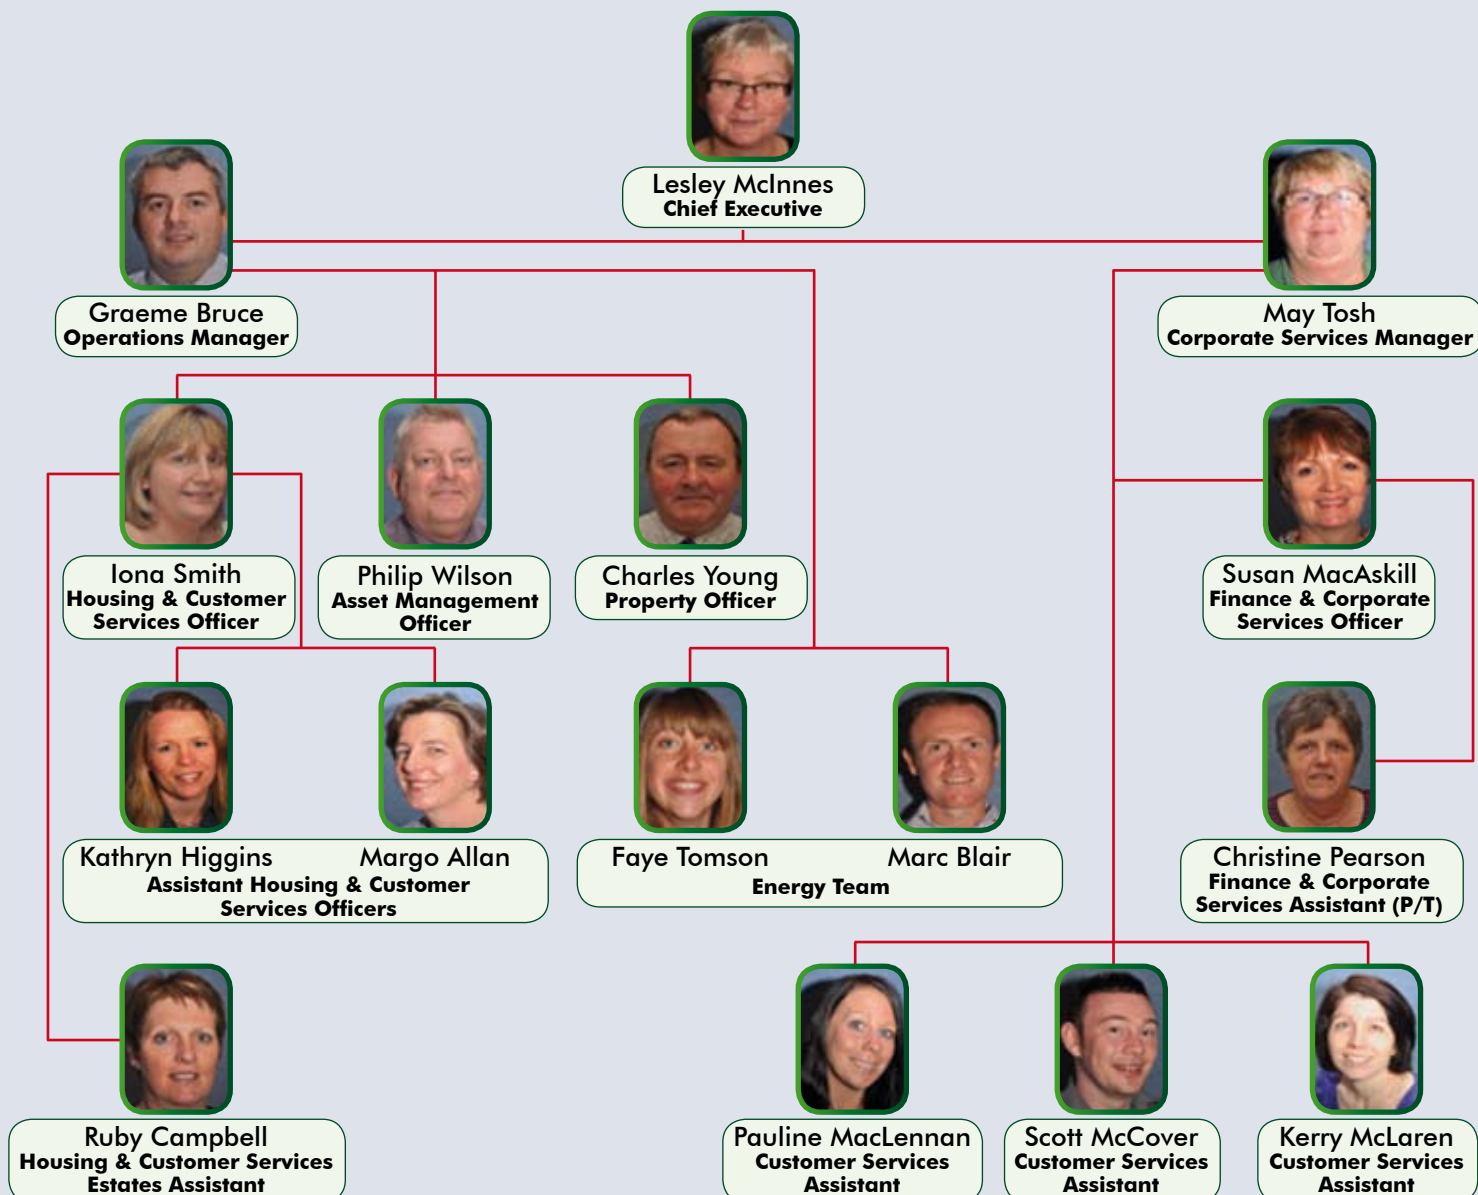 Lesley McInnes
Chief Executive
Graeme Bruce
Operations Manager
May Tosh
Corporate Services Manager
Iona Smith
Housing & Customer
Services Officer
Philip Wilson
Asset Management
Officer
Charles Young
Property Officer
Susan MacAskill
Finance & Corporate
Services Officer
Kathryn Higgins
Margo Allan
Assistant Housing & Customer
Services Officers
Faye Tomson
Marc Blair
Energy Team
Christine Pearson
Finance & Corporate
Services Assistant (P/T)
Ruby Campbell
Housing & Customer Services
Estates Assistant
Pauline MacLennan
Customer Services
Assistant
Scott McCover
Customer Services
Assistant
Kerry McLaren
Customer Services
Assistant